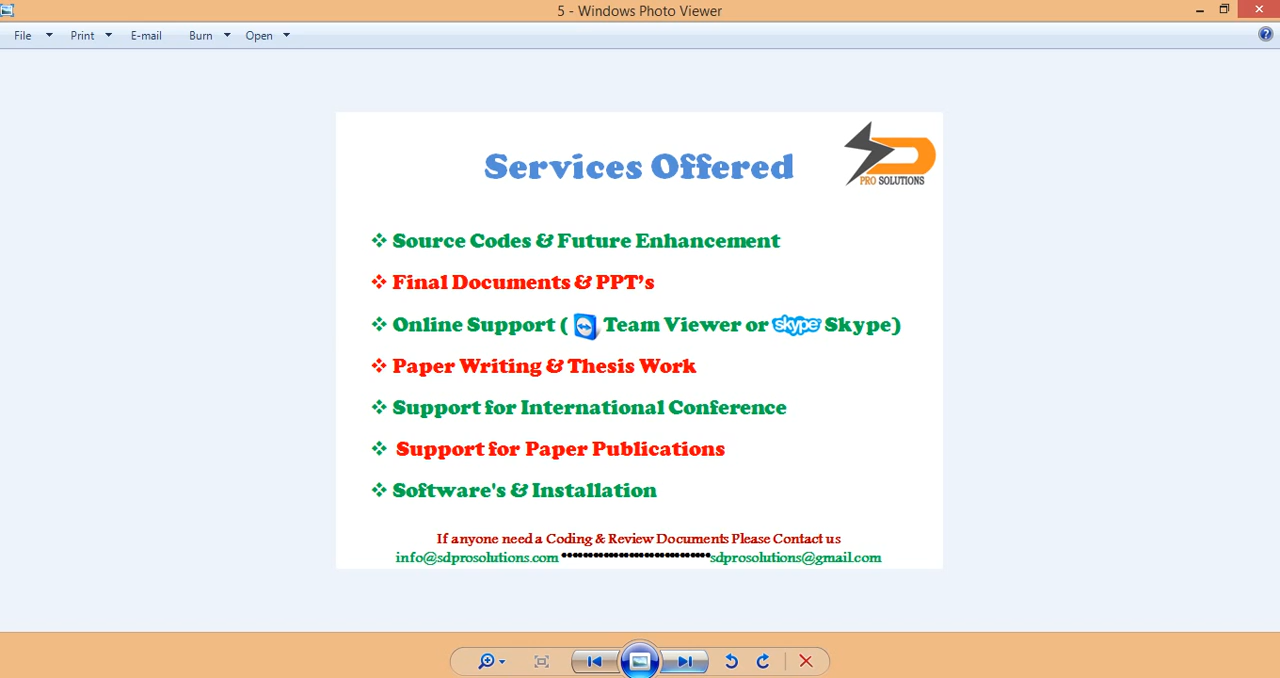 5 - Windows Photo Viewer
File Print E-mail Burn Open
Services Offered
PRO SOLUTIONS
Source Codes & Future Enhancement
Final Documents & PPT's
Online Support ( Team Viewer or skype Skype)
Paper Writing & Thesis Work
Support for International Conference
Support for Paper Publications
Software's & Installation
If anyone need a Coding & Review Documents Please Contact us
info@sdprosolutions.com sdprosolutions@gmail.com